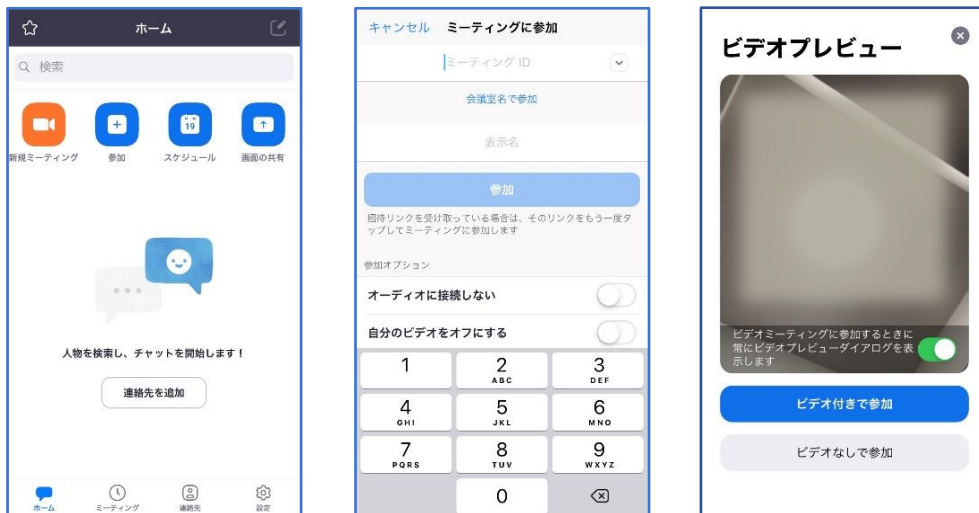 ホーム
検索
19
新規ミーティング
参加
スケジュール
画面の共有
人物を検索し、チャットを開始します！
連絡先を追加
ホーム
ミーティング
連絡先
設定
キャンセル ミーティングに参加
ミーティング ID
会議室名で参加
表示名
参加
招待リンクを受け取っている場合は、そのリンクをもう一度タ
ップしてミーティングに参加します
参加オプション
オーディオに接続しない
自分のビデオをオフにする
1 2 3
ABC DEF
4 5 6
GHI JKL MNO
7 8 9
PQRS TUV WXYZ
0
ビデオプレビュー
ビデオミーティングに参加するときに
常にビデオプレビューダイアログを表
示します
ビデオ付きで参加
ビデオなしで参加